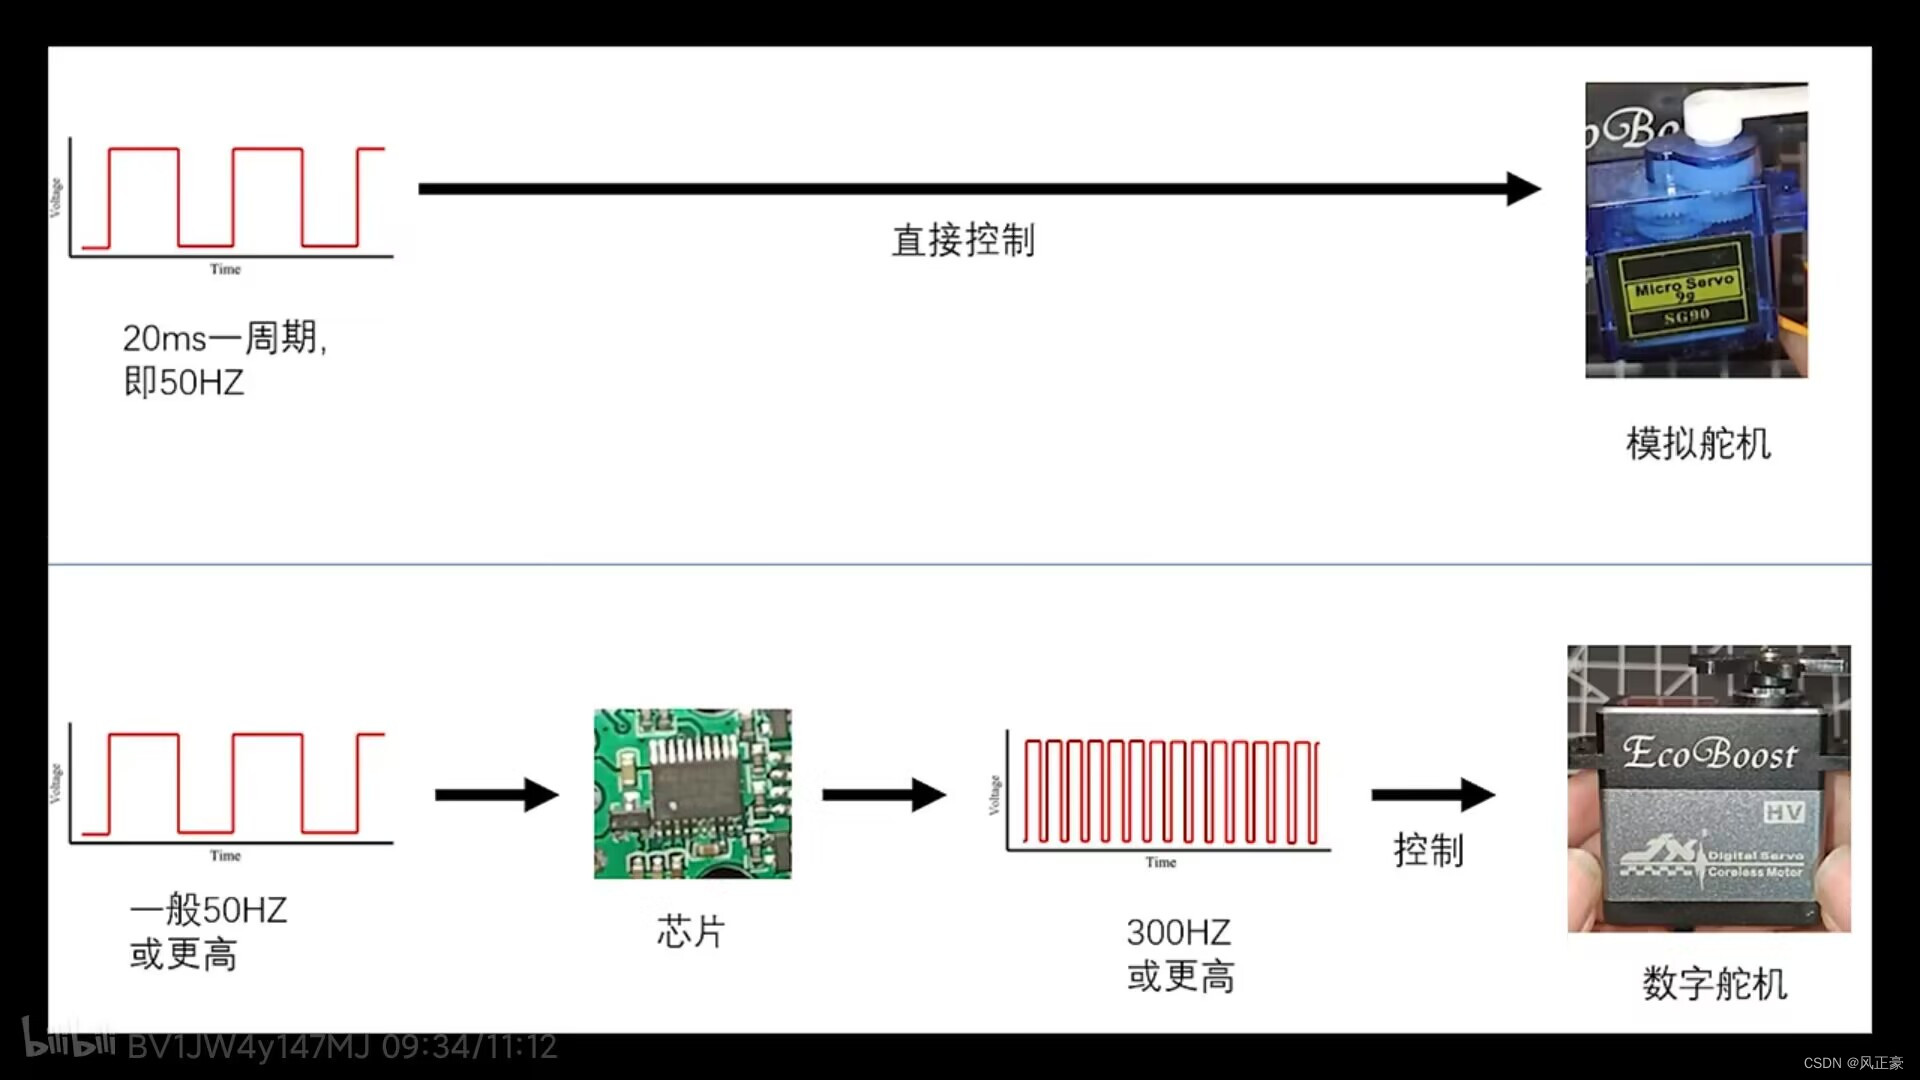 Voltage
Time
20ms一周期,
即50HZ
直接控制
Micro Servo
9g
SG90
模拟舵机
Voltage
Time
一般50HZ
或更高
芯片
Voltage
Time
300HZ
或更高
控制
EcoBoost
HV
JX
Digital Servo
Coreless Motor
数字舵机
bilibili BV1JW4y147MJ 09:34/11:12
CSDN @风正豪